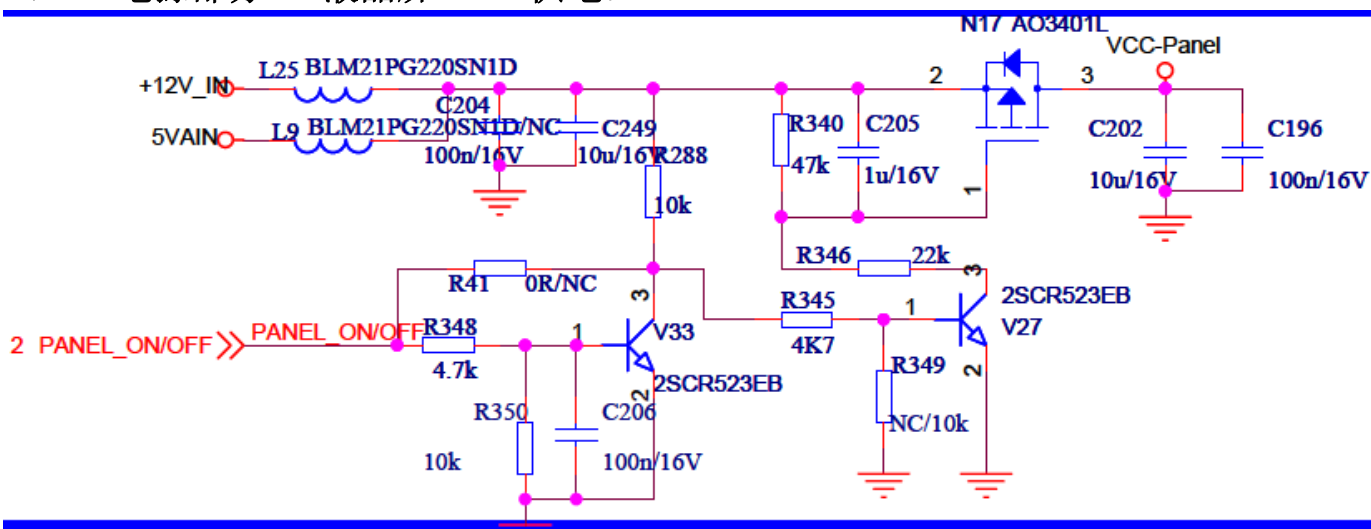 N17 AO3401L
VCC-Panel
L25 BLM21PG220SN1D
2
3
+12V_IN
C204
L9 BLM21PG220SN1D/NC
C249
R340
C205
C202
C196
5VAIN
100n/16V
10u/16V
R288
47k
1u/16V
10u/16V
100n/16V
1
10k
R346
22k
3
R41
0R/NC
3
R345
1
2SCR523EB
V27
2 PANEL_ON/OFF
PANEL_ON/OFF
R348
1
V33
4K7
4.7k
2SCR523EB
R349
2
2
R350
C206
NC/10k
10k
100n/16V